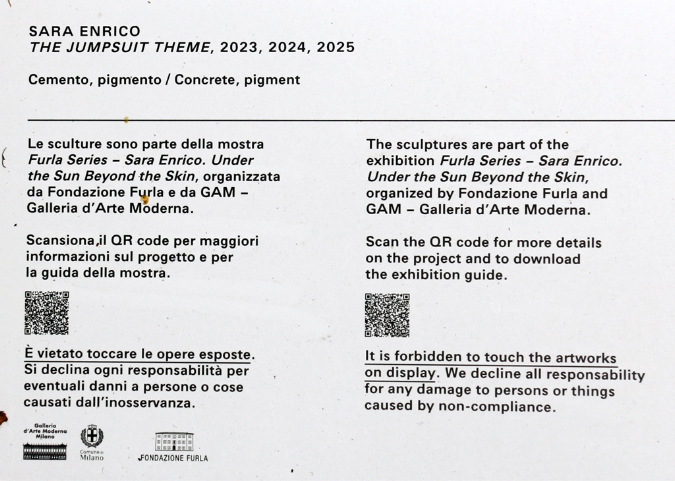 SARA ENRICO
THE JUMPSUIT THEME, 2023, 2024, 2025
Cemento, pigmento / Concrete, pigment
Le sculture sono parte della mostra
Furla Series – Sara Enrico. Under
the Sun Beyond the Skin, organizzata
da Fondazione Furla e da GAM –
Galleria d'Arte Moderna.
Scansiona il QR code per maggiori
informazioni sul progetto e per
la guida della mostra.
È vietato toccare le opere esposte.
Si declina ogni responsabilità per
eventuali danni a persone o cose
causati dall'inosservanza.
The sculptures are part of the
exhibition Furla Series – Sara Enrico.
Under the Sun Beyond the Skin,
organized by Fondazione Furla and
GAM – Galleria d'Arte Moderna.
Scan the QR code for more details
on the project and to download
the exhibition guide.
It is forbidden to touch the artworks
on display. We decline all responsibility
for any damage to persons or things
caused by non-compliance.
Galleria
d'Arte Moderna
Milano
Comune di
Milano
FONDAZIONE FURLA